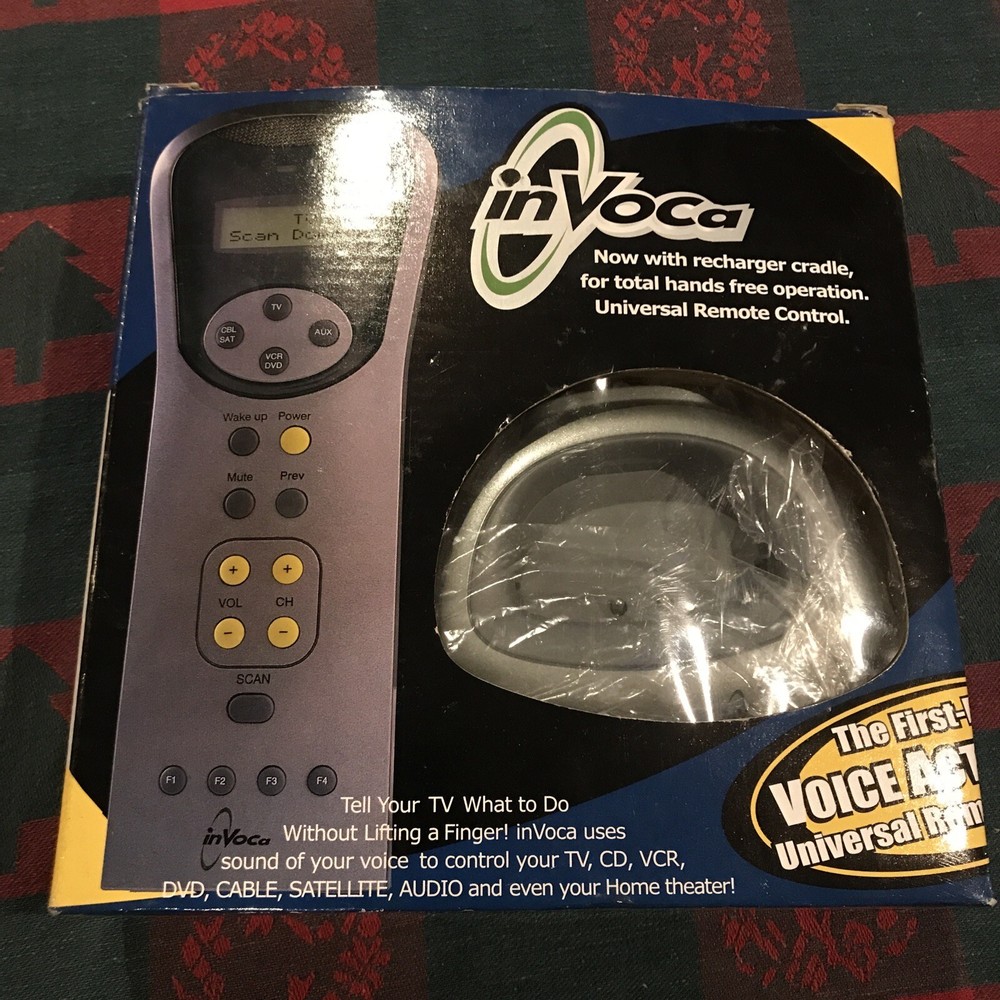 inVoca
Now with recharger cradle,
for total hands free operation.
Universal Remote Control.
Scan
TV
CBL
SAT
AUX
VCR
DVD
Wake up Power
Mute Prev
+ +
VOL CH
− −
SCAN
F1 F2 F3 F4
inVoca
The First-
VOICE ACT
Universal Rem
Tell Your TV What to Do
Without Lifting a Finger! inVoca uses
sound of your voice to control your TV, CD, VCR,
DVD, CABLE, SATELLITE, AUDIO and even your Home theater!